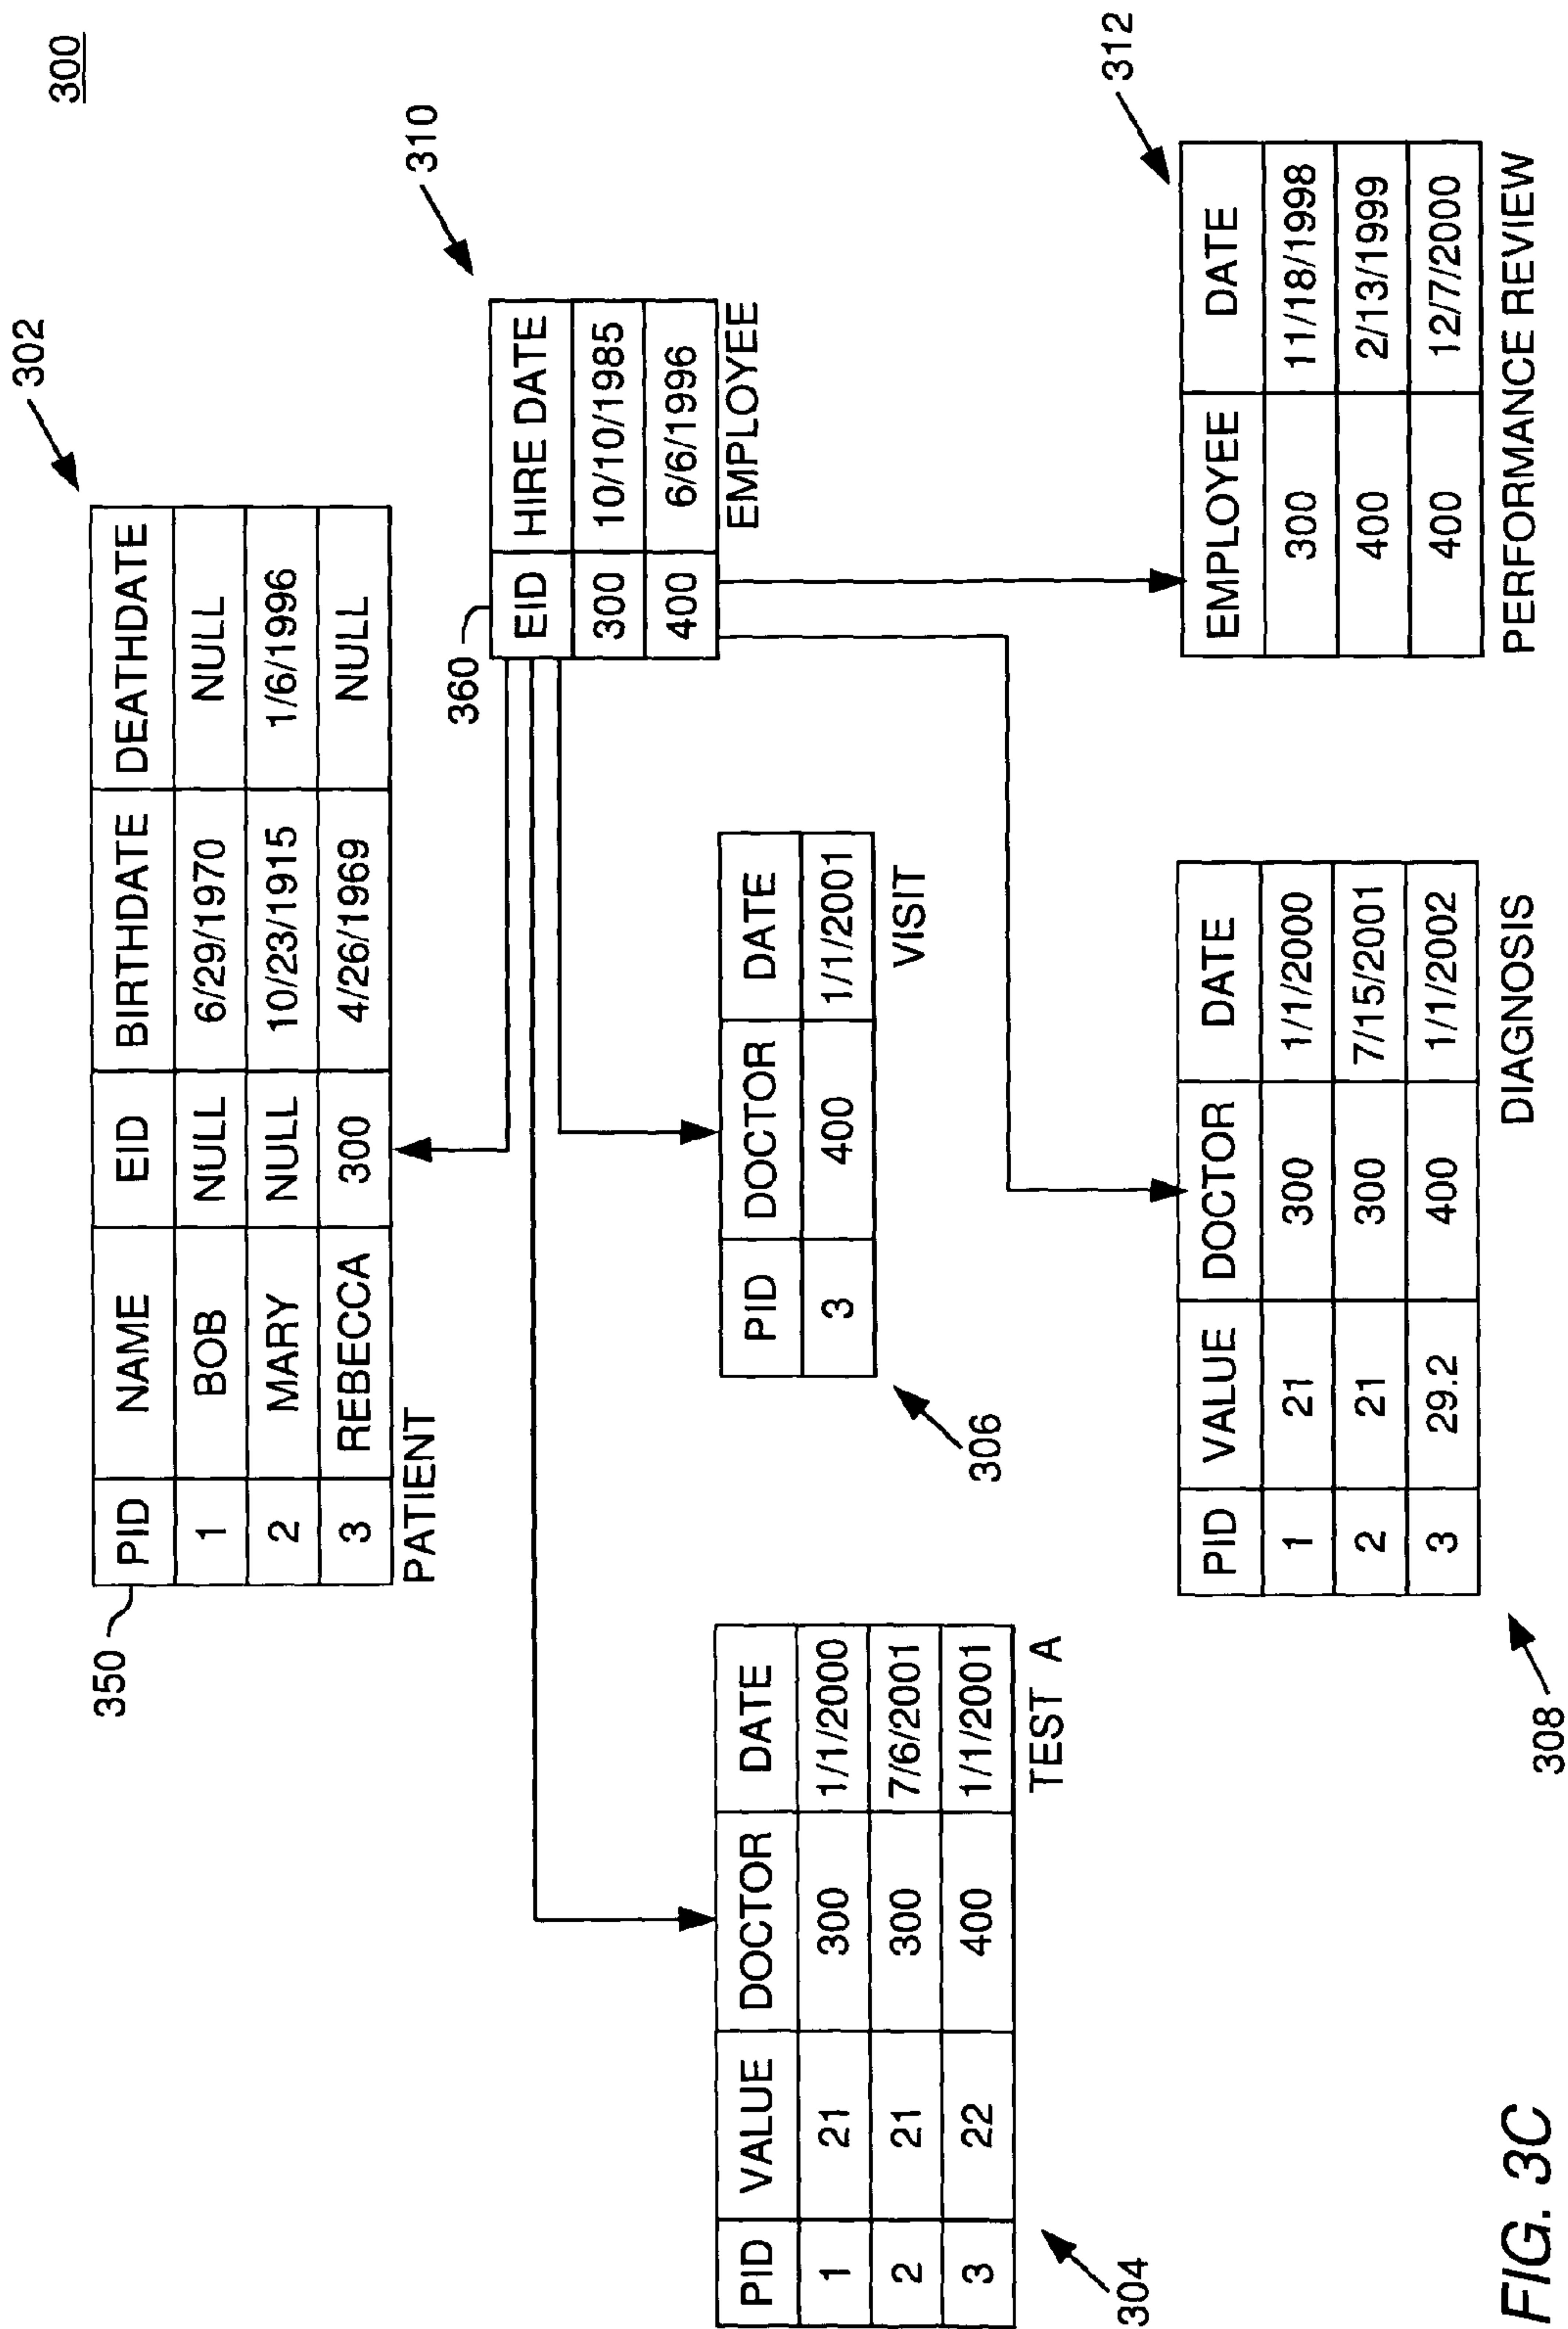 300
302
350
PID NAME EID BIRTHDATE DEATHDATE
1 BOB NULL 6/29/1970 NULL
2 MARY NULL 10/23/1915 1/6/1996
3 REBECCA 300 4/26/1969 NULL
PATIENT
310
360
EID HIRE DATE
300 10/10/1985
400 6/6/1996
EMPLOYEE
PID VALUE DOCTOR DATE
1 21 300 1/1/2000
2 21 300 7/6/2001
3 22 400 1/1/2001
TEST A
304
PID DOCTOR DATE
3 400 1/1/2001
VISIT
306
PID VALUE DOCTOR DATE
1 21 300 1/1/2000
2 21 300 7/15/2001
3 29.2 400 1/1/2002
DIAGNOSIS
308
312
EMPLOYEE DATE
300 11/18/1998
400 2/13/1999
400 12/7/2000
PERFORMANCE REVIEW
FIG. 3C